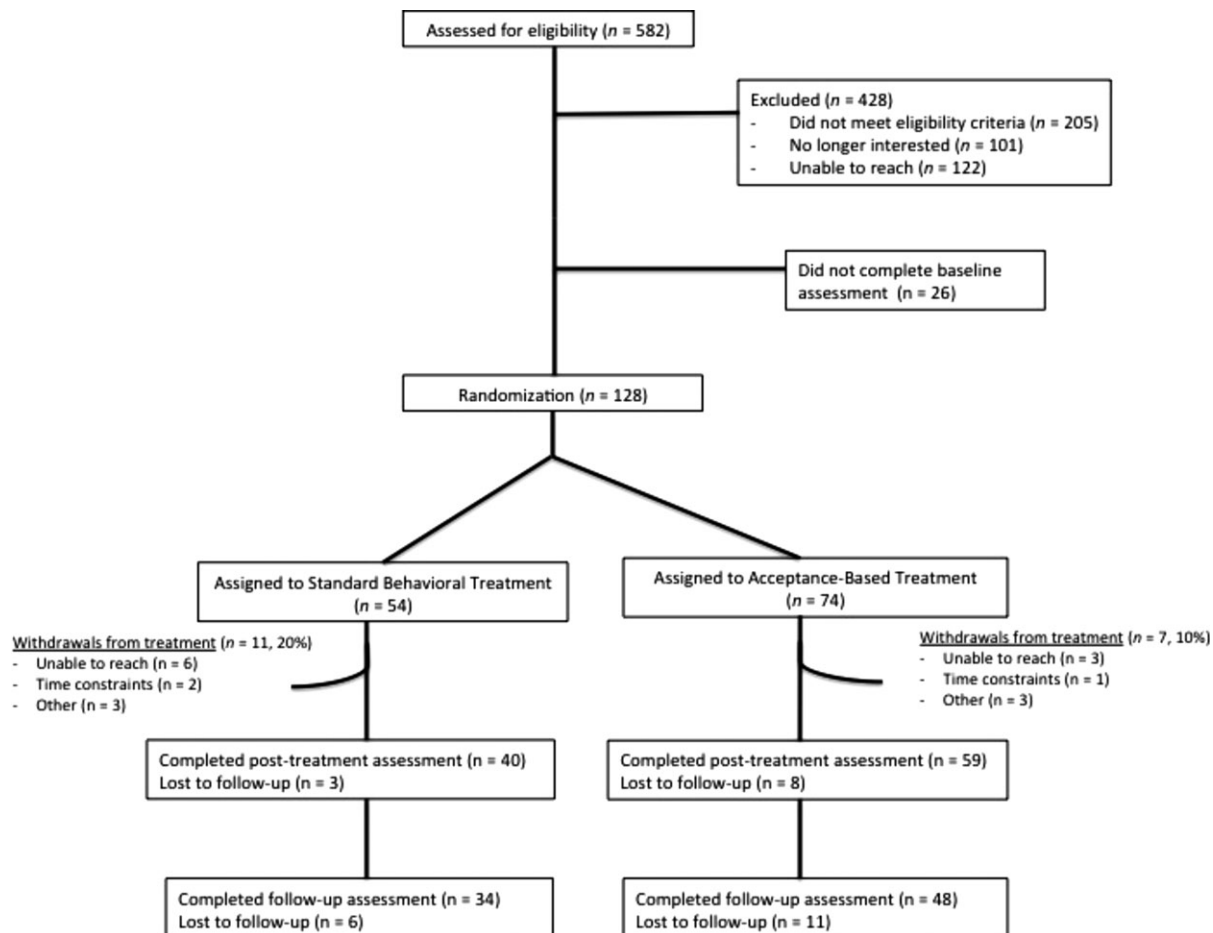 Assessed for eligibility (n = 582)
Excluded (n = 428)
- Did not meet eligibility criteria (n = 205)
- No longer interested (n = 101)
- Unable to reach (n = 122)
Did not complete baseline
assessment (n = 26)
Randomization (n = 128)
Assigned to Standard Behavioral Treatment
(n = 54)
Assigned to Acceptance-Based Treatment
(n = 74)
Withdrawals from treatment (n = 11, 20%)
- Unable to reach (n = 6)
- Time constraints (n = 2)
- Other (n = 3)
Withdrawals from treatment (n = 7, 10%)
- Unable to reach (n = 3)
- Time constraints (n = 1)
- Other (n = 3)
Completed post-treatment assessment (n = 40)
Lost to follow-up (n = 3)
Completed post-treatment assessment (n = 59)
Lost to follow-up (n = 8)
Completed follow-up assessment (n = 34)
Lost to follow-up (n = 6)
Completed follow-up assessment (n = 48)
Lost to follow-up (n = 11)